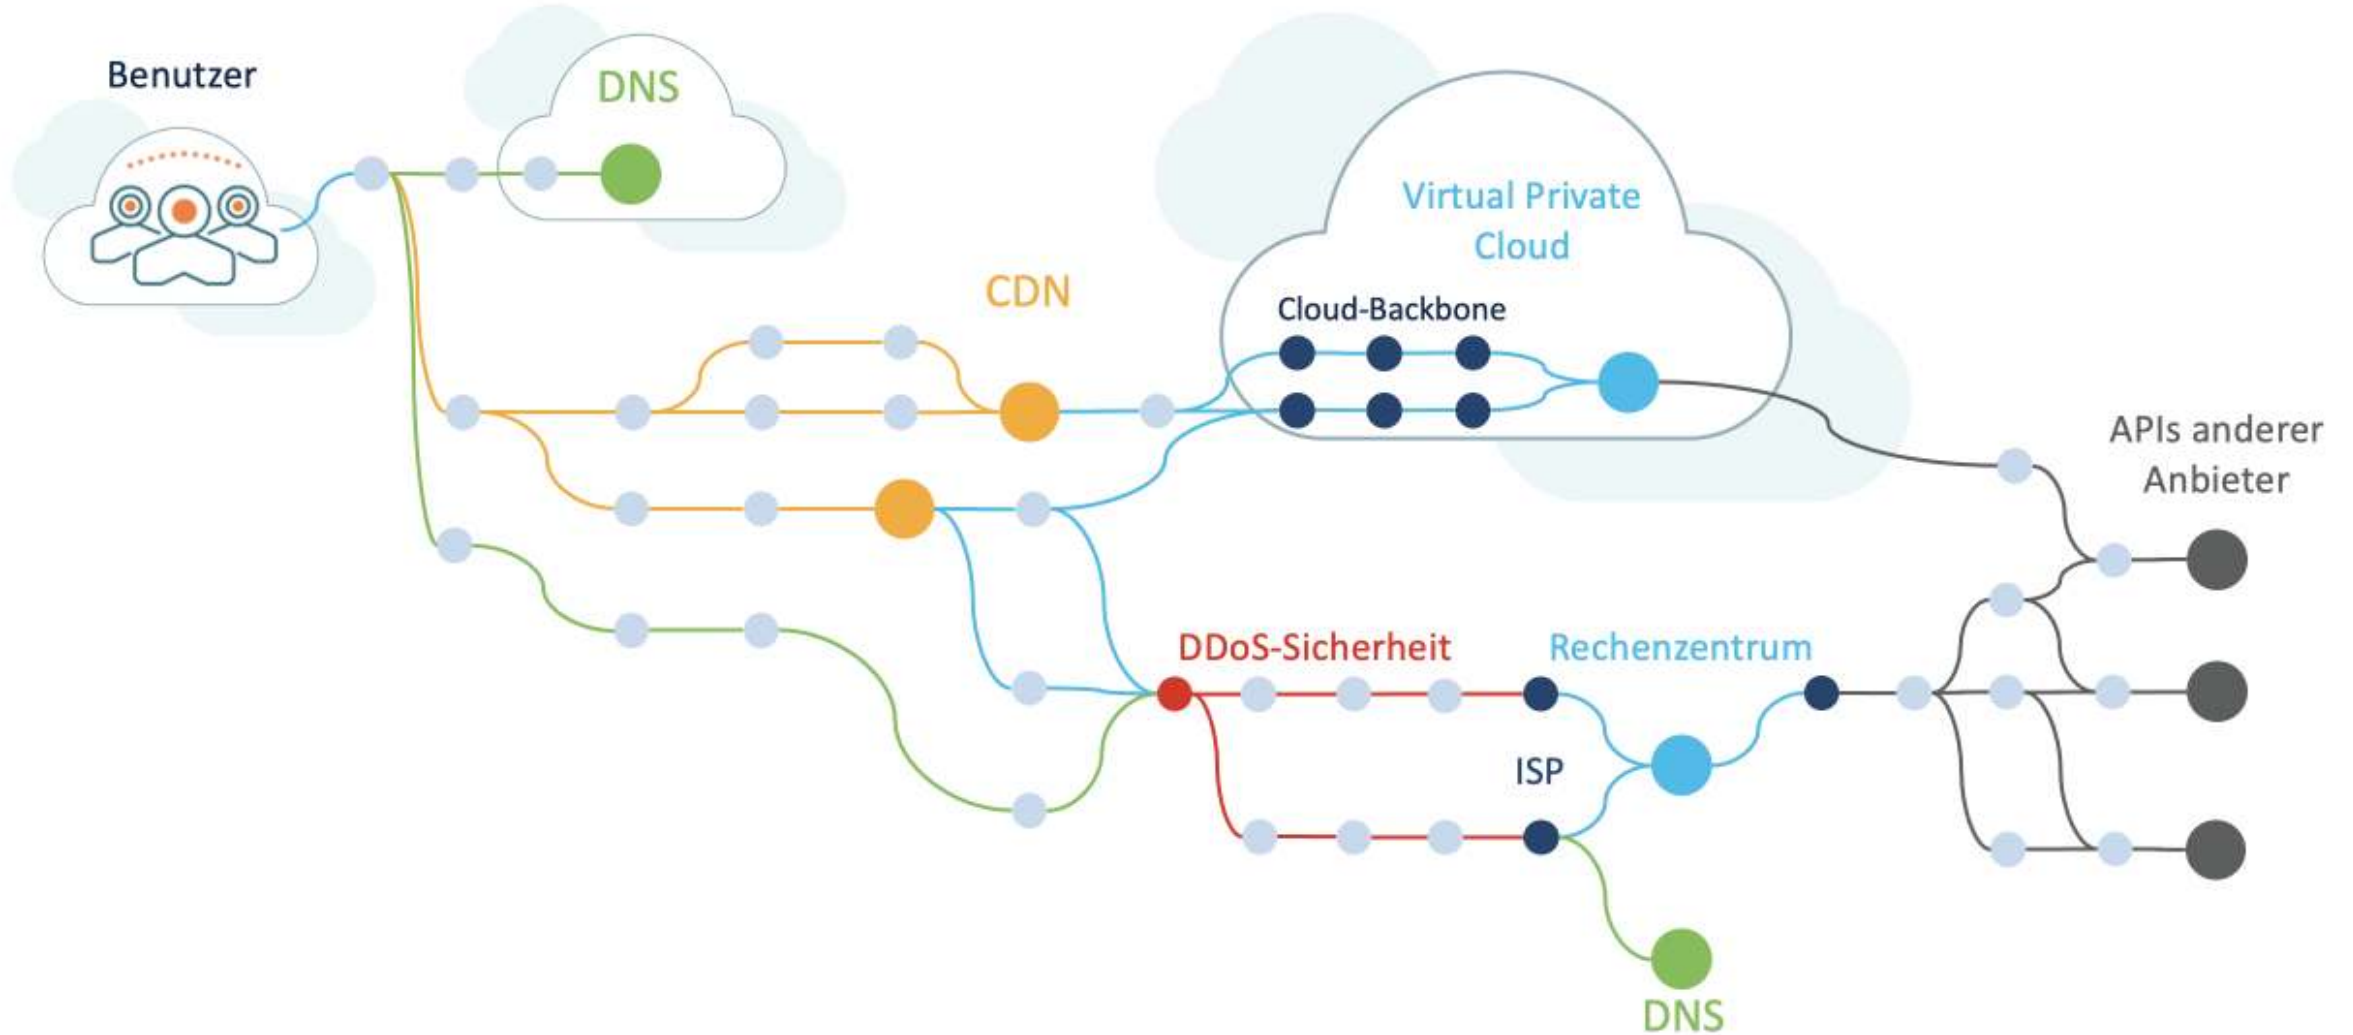 Benutzer
DNS
CDN
Virtual Private
Cloud
Cloud-Backbone
APIs anderer
Anbieter
DDoS-Sicherheit
Rechenzentrum
ISP
DNS